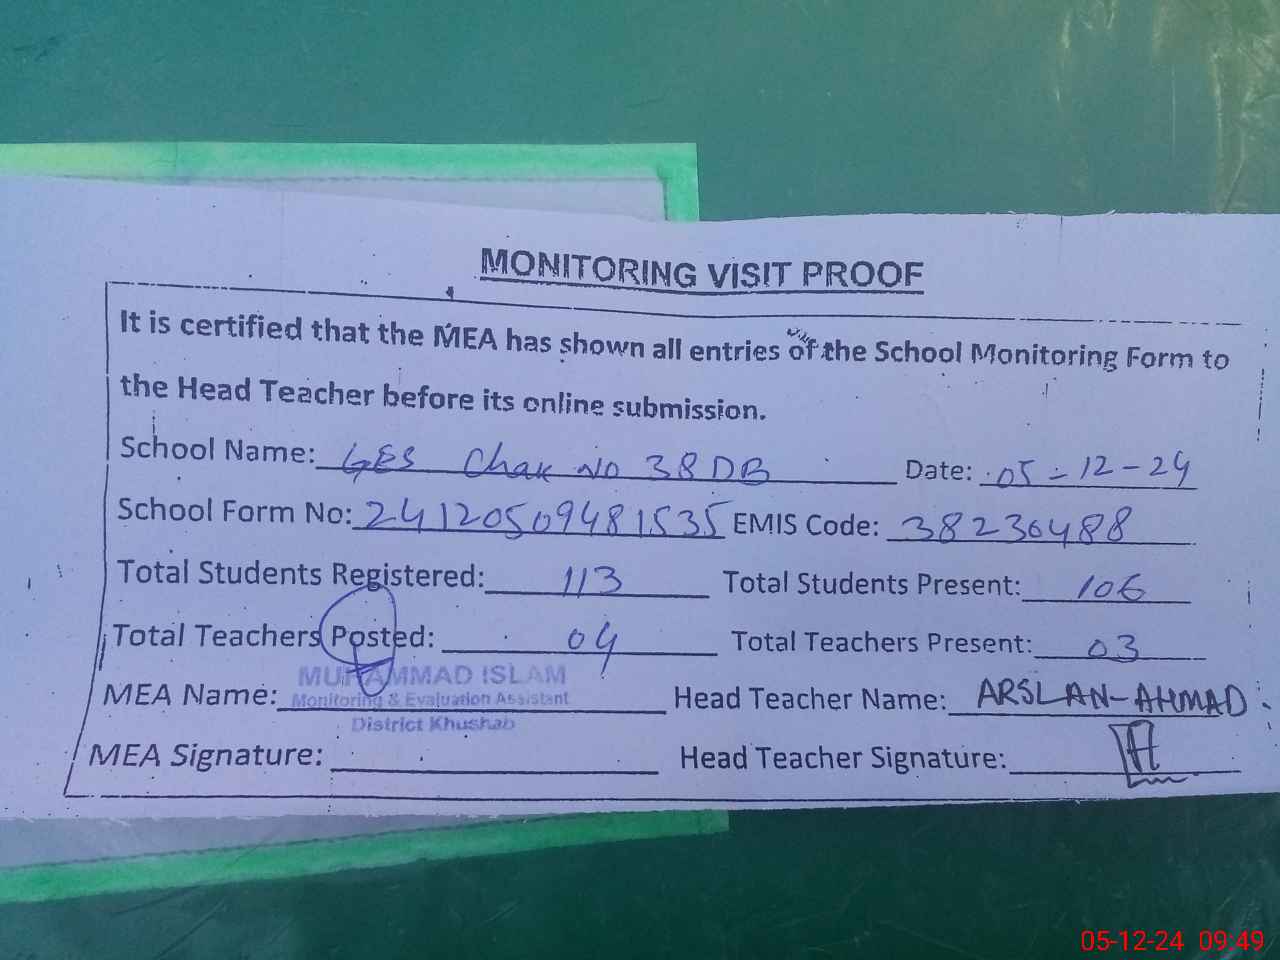 MONITORING VISIT PROOF
It is certified that the MEA has shown all entries of the School Monitoring Form to
the Head Teacher before its online submission.
School Name: GES Chak No 38 DB Date: 05-12-24
School Form No: 24120509481535 EMIS Code: 38230488
Total Students Registered: 113 Total Students Present: 106
Total Teachers Posted: 04 Total Teachers Present: 03
MUHAMMAD ISLAM
MEA Name: Monitoring & Evaluation Assistant Head Teacher Name: ARSLAN-AHMAD
District Khushab
MEA Signature: Head Teacher Signature:
05-12-24 09:49